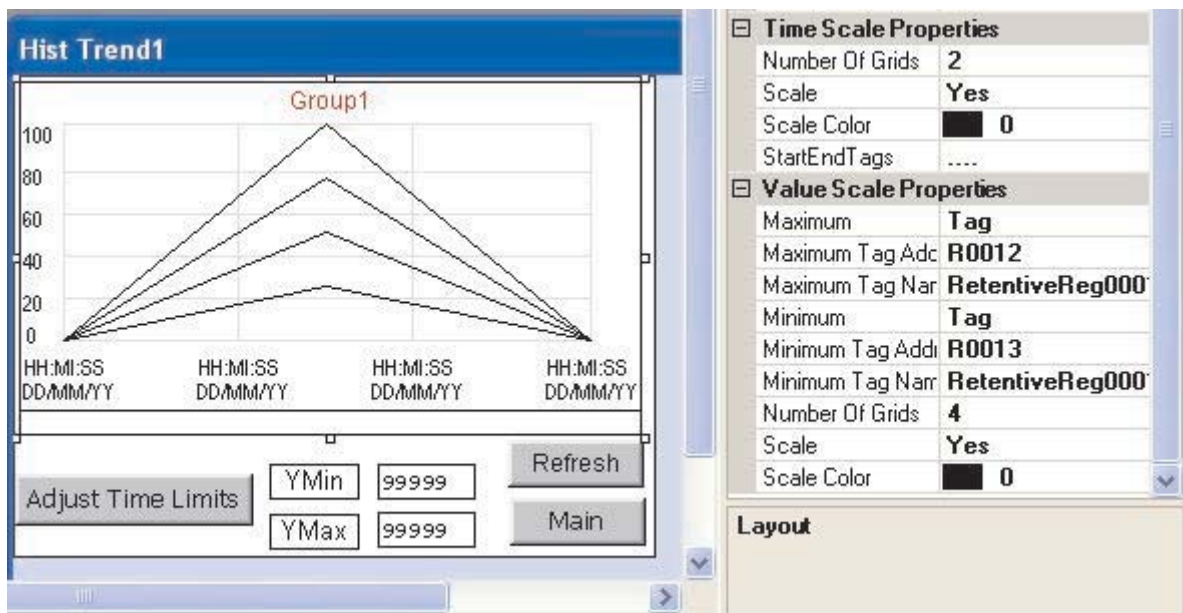 Hist Trend1
Group1
100
80
60
40
20
0
HH:MI:SS HH:MI:SS HH:MI:SS HH:MI:SS
DD/MM/YY DD/MM/YY DD/MM/YY DD/MM/YY
Adjust Time Limits
YMin 99999
YMax 99999
Refresh
Main
Time Scale Properties
Number Of Grids 2
Scale Yes
Scale Color 0
StartEndTags ....
Value Scale Properties
Maximum Tag
Maximum Tag Adc R0012
Maximum Tag Nar RetentiveReg000
Minimum Tag
Minimum Tag Addr R0013
Minimum Tag Nam RetentiveReg000
Number Of Grids 4
Scale Yes
Scale Color 0
Layout